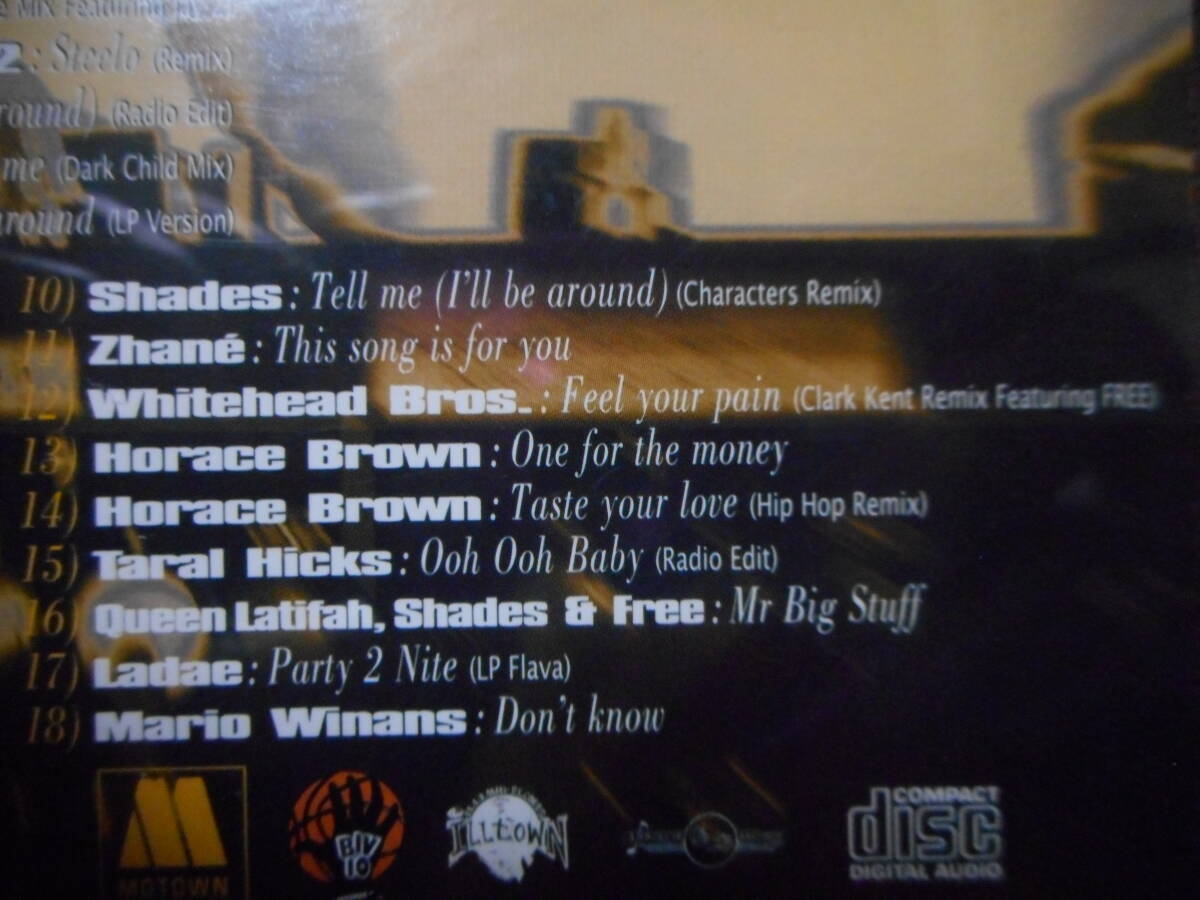 e Mix Featuring
Z : Steelo (Remix)
round) (Radio Edit)
me (Dark Child Mix)
around (LP Version)
10) Shades : Tell me (I'll be around) (Characters Remix)
11) Zhané : This song is for you
12) Whitehead Bros. : Feel your pain (Clark Kent Remix Featuring FREE)
13) Horace Brown : One for the money
14) Horace Brown : Taste your love (Hip Hop Remix)
15) Taral Hicks : Ooh Ooh Baby (Radio Edit)
16) Queen Latifah, Shades & Free : Mr Big Stuff
17) Ladae : Party 2 Nite (LP Flava)
18) Mario Winans : Don't know
MOTOWN
BIV
10
ILLTOWN
COMPACT
disc
DIGITAL AUDIO